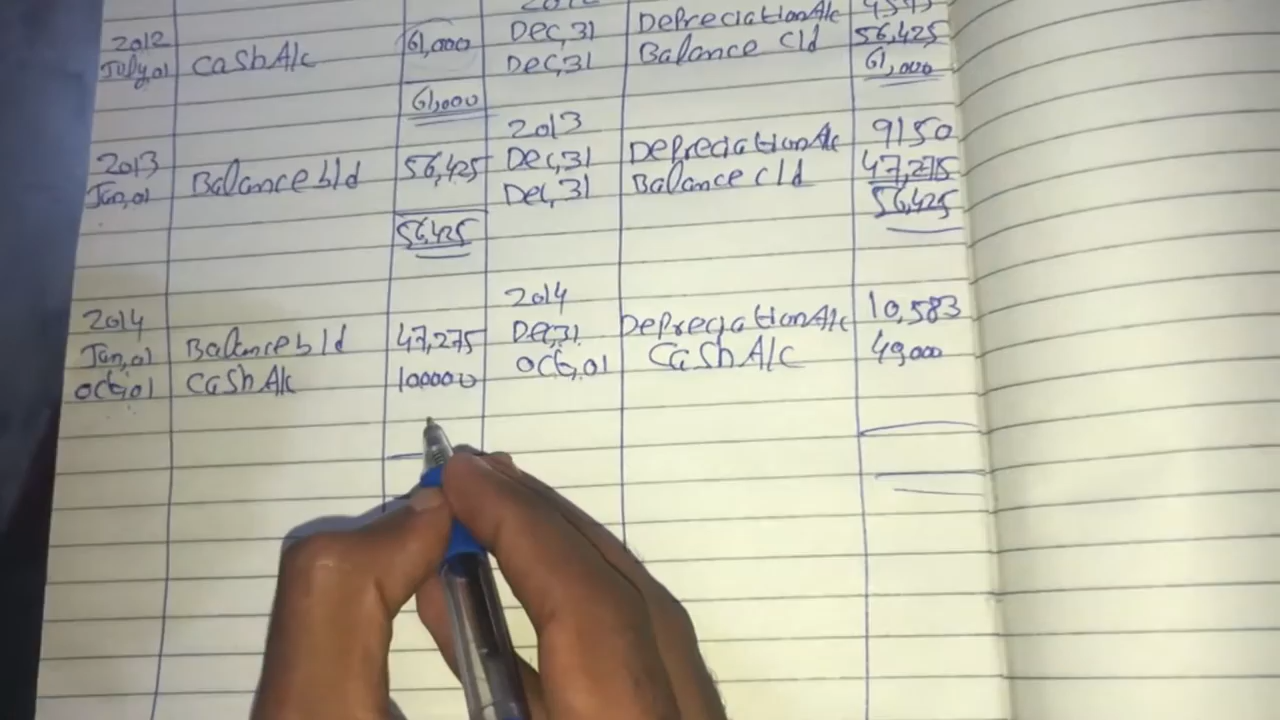 Depreciation A/c
2012 61,000 Dec,31 Balance c/d 56,425
July,01 Cash A/c Dec,31 61,000
61,000
2013
2013 Dec,31 Depreciation A/c 9150
Jan,01 Balance b/d 56,425 Dec,31 Balance c/d 47,275
56,425 56,425
2014
2014 Dec,31 Depreciation A/c 10,583
Jan,01 Balance b/d 47,275 Oct,01 Cash A/c 49,000
Oct,01 Cash A/c 100000